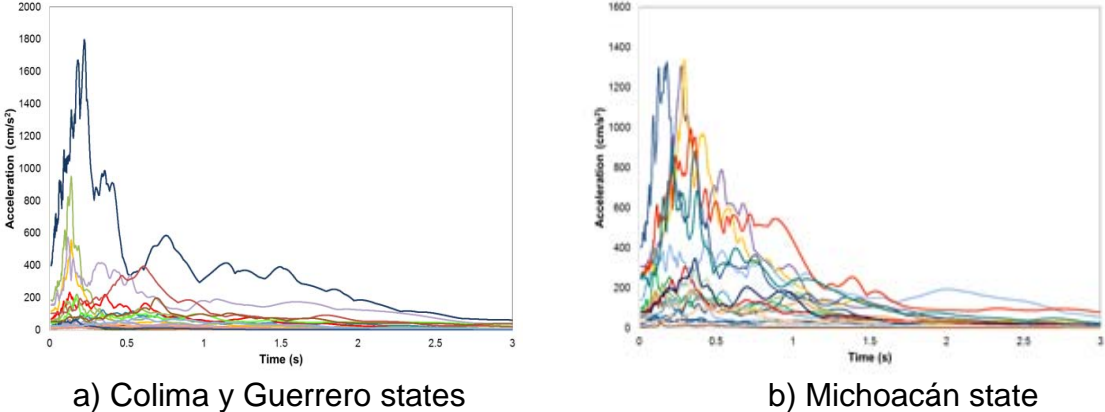 2000
1800
1600
1400
1200
1000
800
600
400
200
0
Acceleration (cm/s²)
0 0.5 1 1.5 2 2.5 3
Time (s)
a) Colima y Guerrero states
1600
1400
1200
1000
800
600
400
200
0
Acceleration (cm/s²)
0 0.5 1 1.5 2 2.5 3
Time (s)
b) Michoacán state